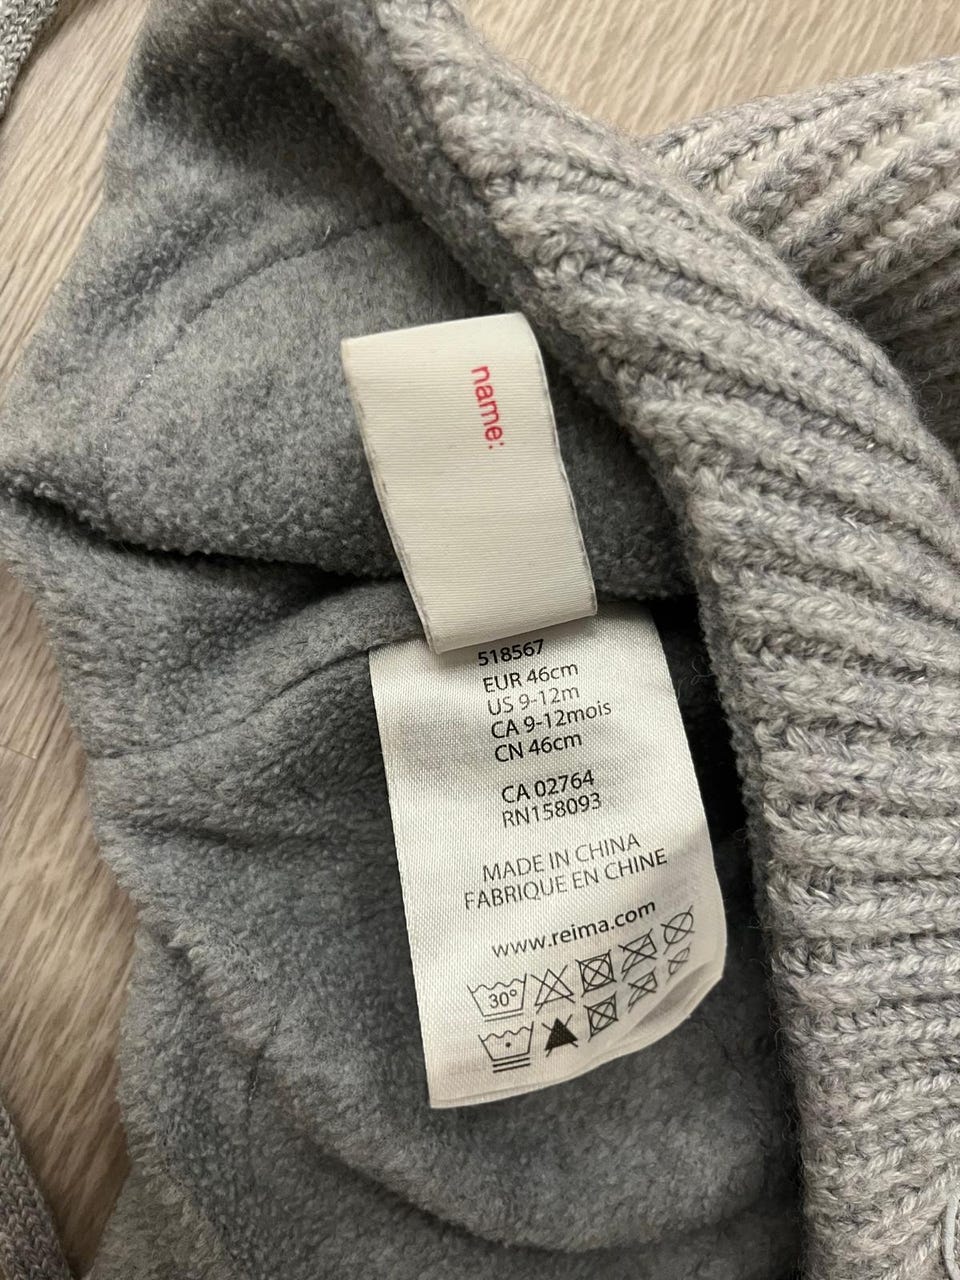 name:
518567
EUR 46cm
US 9-12m
CA 9-12mois
CN 46cm
CA 02764
RN158093
MADE IN CHINA
FABRIQUE EN CHINE
www.reima.com
30°